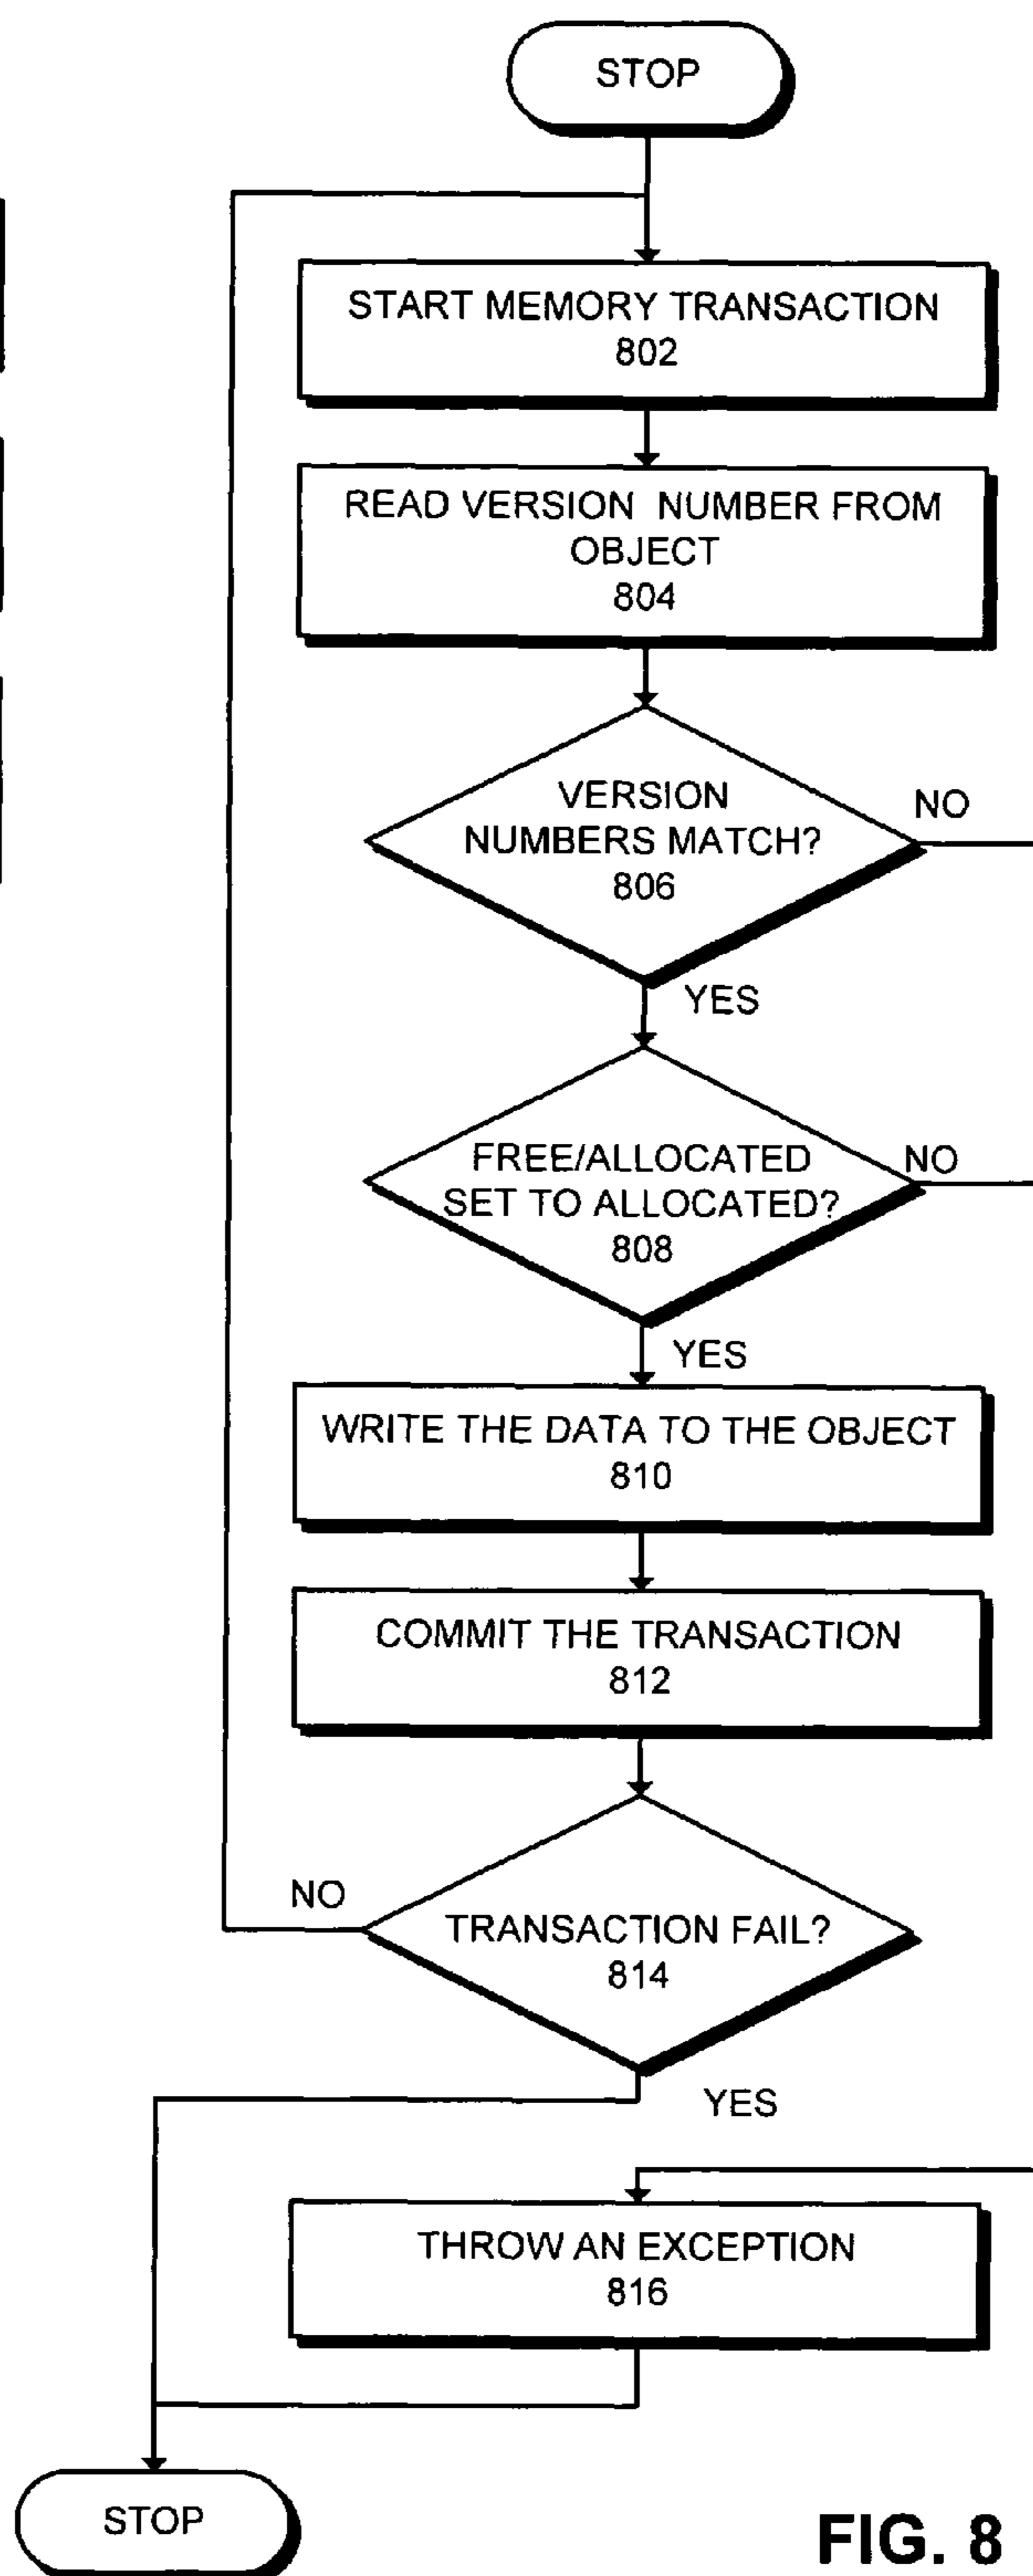 STOP
START MEMORY TRANSACTION
802
READ VERSION NUMBER FROM
OBJECT
804
VERSION
NUMBERS MATCH?
806
NO
YES
FREE/ALLOCATED
SET TO ALLOCATED?
808
NO
YES
WRITE THE DATA TO THE OBJECT
810
COMMIT THE TRANSACTION
812
NO
TRANSACTION FAIL?
814
YES
THROW AN EXCEPTION
816
STOP
FIG. 8